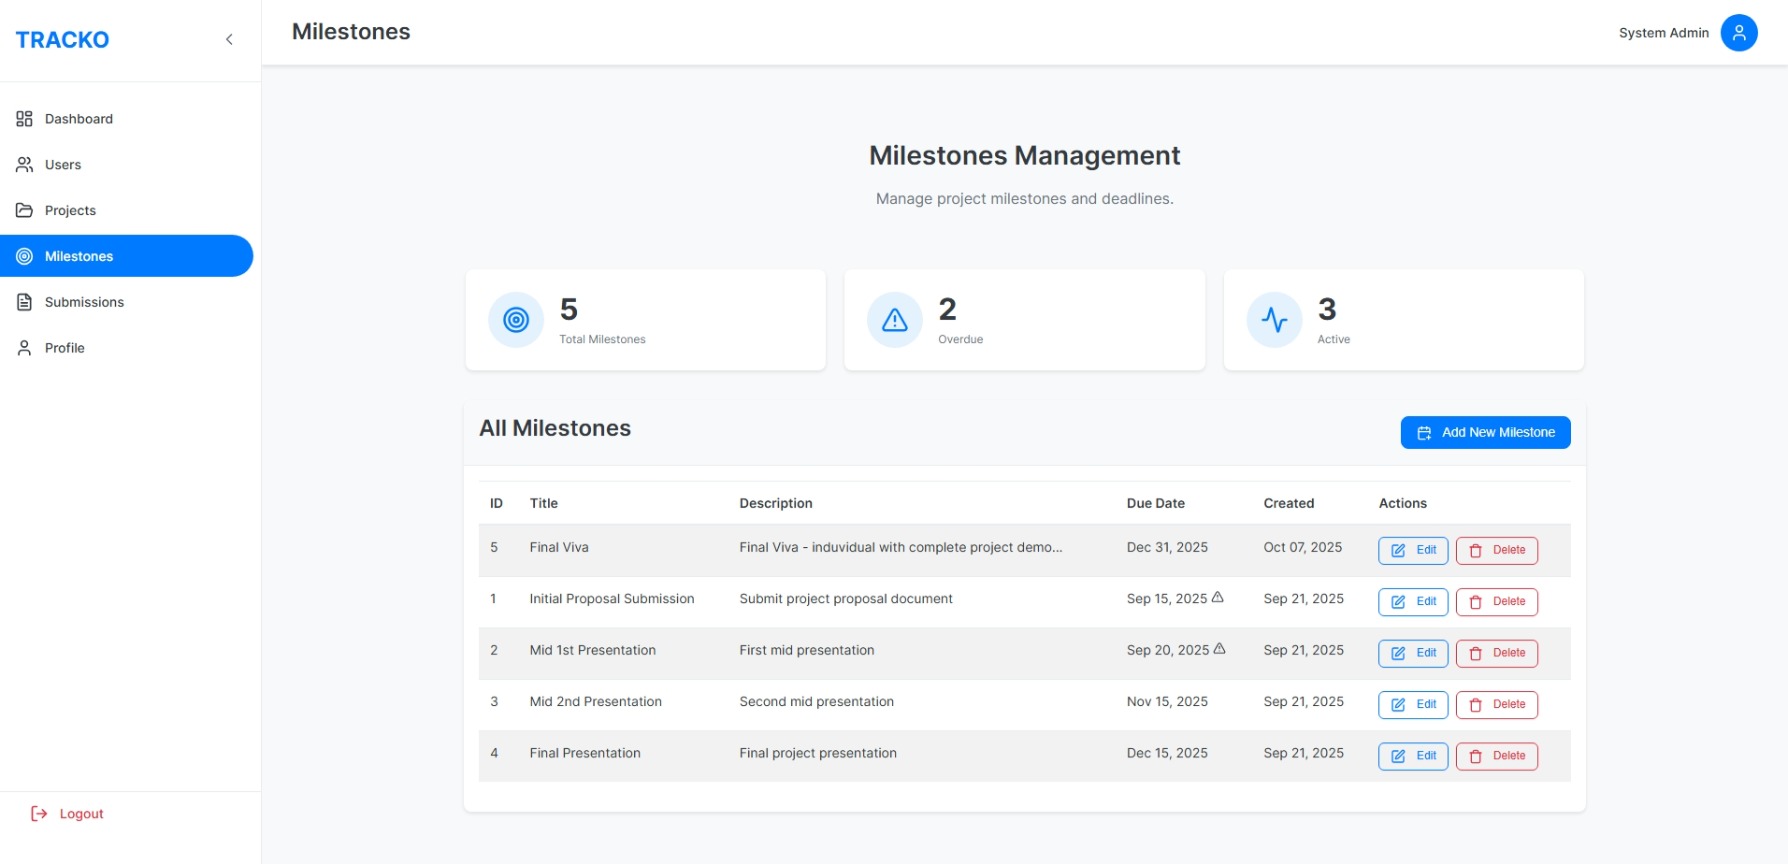 TRACKO
Milestones
System Admin
Dashboard
Users
Projects
Milestones
Submissions
Profile
Logout
Milestones Management
Manage project milestones and deadlines.
5
Total Milestones
2
Overdue
3
Active
All Milestones
Add New Milestone
ID Title Description Due Date Created Actions
5 Final Viva Final Viva - induvidual with complete project demo... Dec 31, 2025 Oct 07, 2025 Edit Delete
1 Initial Proposal Submission Submit project proposal document Sep 15, 2025 Sep 21, 2025 Edit Delete
2 Mid 1st Presentation First mid presentation Sep 20, 2025 Sep 21, 2025 Edit Delete
3 Mid 2nd Presentation Second mid presentation Nov 15, 2025 Sep 21, 2025 Edit Delete
4 Final Presentation Final project presentation Dec 15, 2025 Sep 21, 2025 Edit Delete